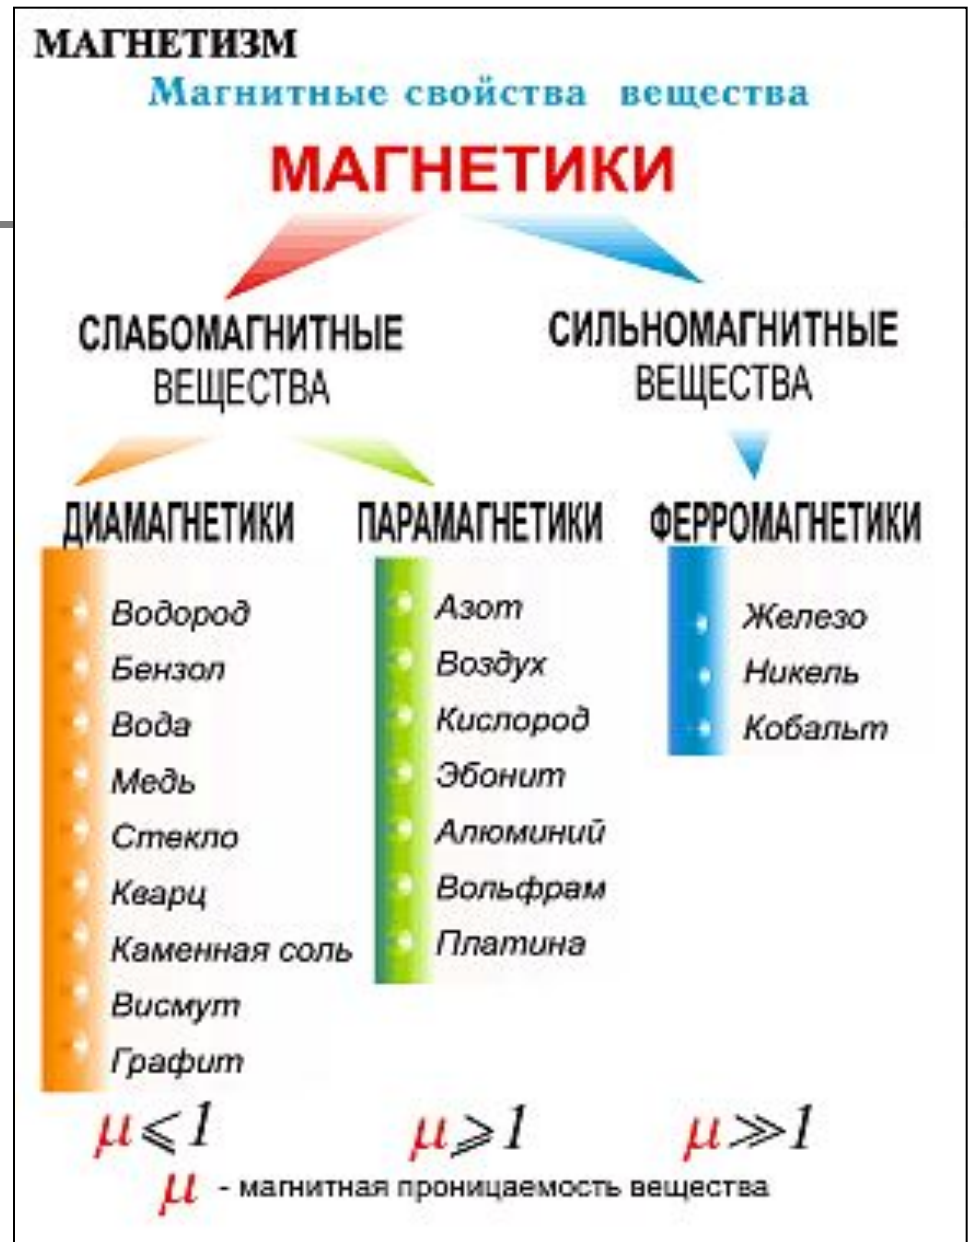 МАГНЕТИЗМ
Магнитные свойства вещества
МАГНЕТИКИ
СЛАБОМАГНИТНЫЕ
ВЕЩЕСТВА
СИЛЬНОМАГНИТНЫЕ
ВЕЩЕСТВА
ДИАМАГНЕТИКИ
Водород
Бензол
Вода
Медь
Стекло
Кварц
Каменная соль
Висмут
Графит
μ⩽1
ПАРАМАГНЕТИКИ
Азот
Воздух
Кислород
Эбонит
Алюминий
Вольфрам
Платина
μ⩾1
ФЕРРОМАГНЕТИКИ
Железо
Никель
Кобальт
μ≫1
μ - магнитная проницаемость вещества